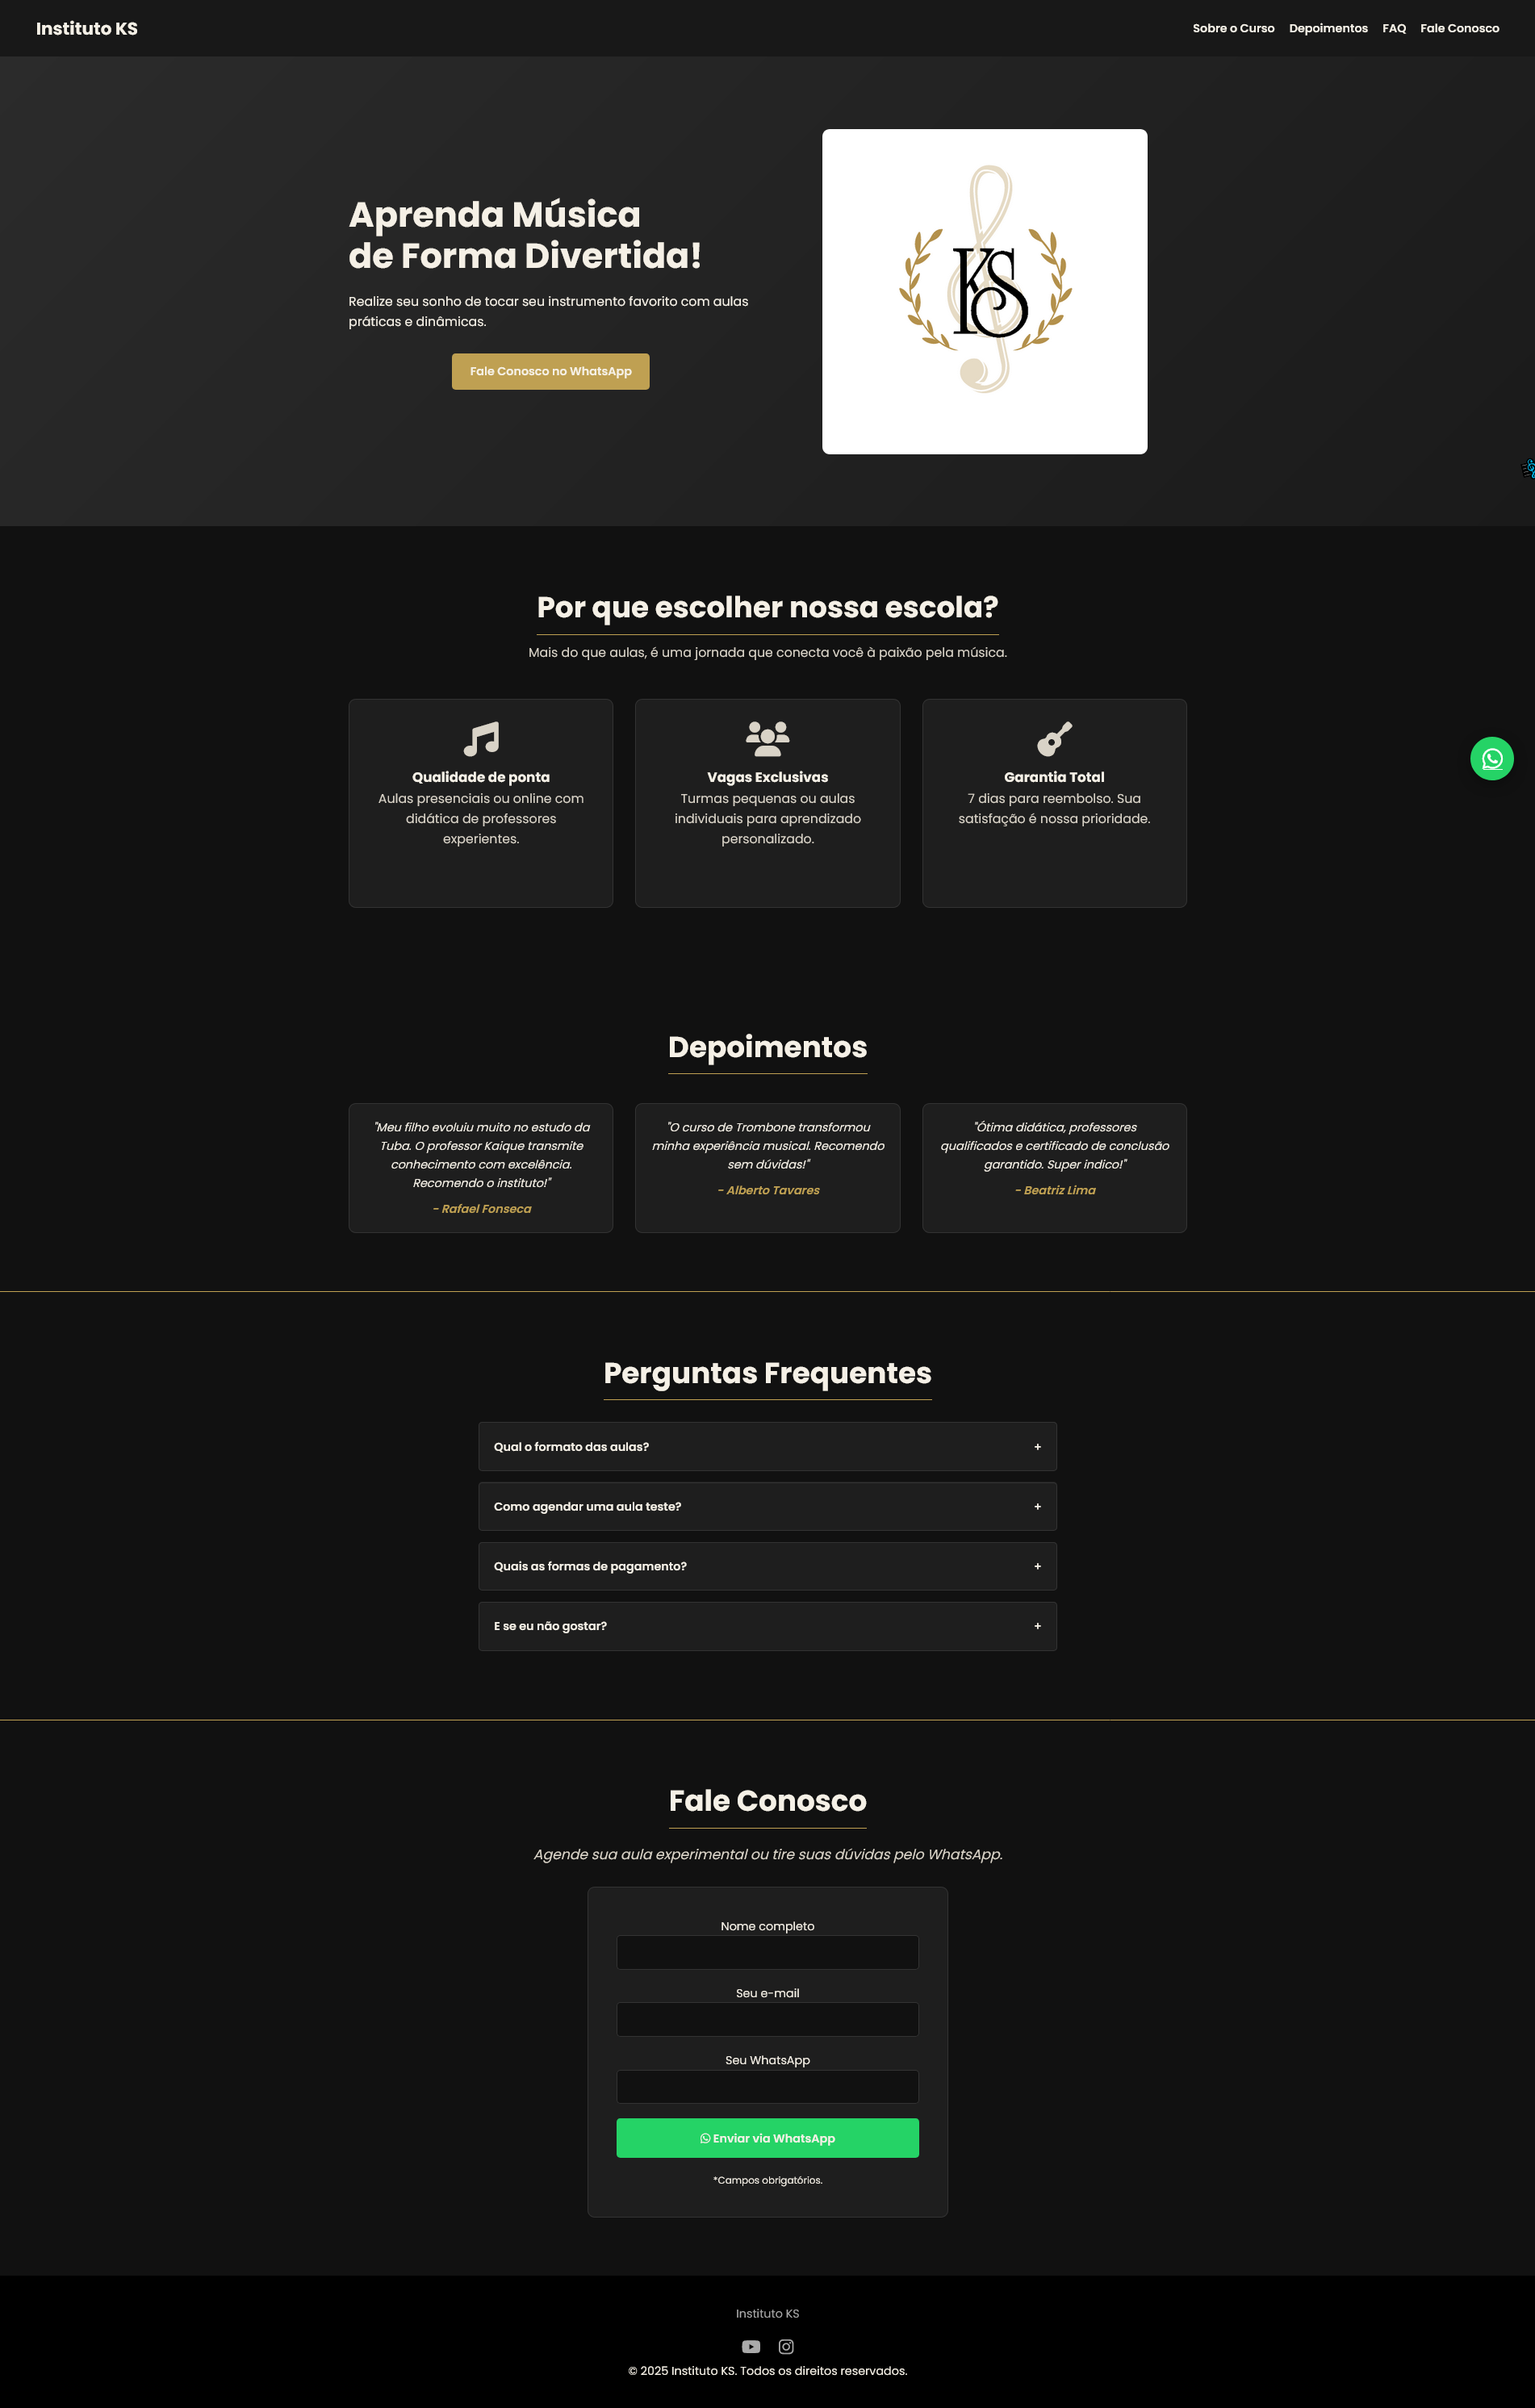 Instituto KS
Sobre o Curso Depoimentos FAQ Fale Conosco
Aprenda Música
de Forma Divertida!
Realize seu sonho de tocar seu instrumento favorito com aulas
práticas e dinâmicas.
Fale Conosco no WhatsApp
KS
Por que escolher nossa escola?
Mais do que aulas, é uma jornada que conecta você à paixão pela música.
Qualidade de ponta
Aulas presenciais ou online com
didática de professores
experientes.
Vagas Exclusivas
Turmas pequenas ou aulas
individuais para aprendizado
personalizado.
Garantia Total
7 dias para reembolso. Sua
satisfação é nossa prioridade.
Depoimentos
"Meu filho evoluiu muito no estudo da
Tuba. O professor Kaique transmite
conhecimento com excelência.
Recomendo o instituto!"
- Rafael Fonseca
"O curso de Trombone transformou
minha experiência musical. Recomendo
sem dúvidas!"
- Alberto Tavares
"Ótima didática, professores
qualificados e certificado de conclusão
garantido. Super indico!"
- Beatriz Lima
Perguntas Frequentes
Qual o formato das aulas? +
Como agendar uma aula teste? +
Quais as formas de pagamento? +
E se eu não gostar? +
Fale Conosco
Agende sua aula experimental ou tire suas dúvidas pelo WhatsApp.
Nome completo
Seu e-mail
Seu WhatsApp
Enviar via WhatsApp
*Campos obrigatórios.
Instituto KS
© 2025 Instituto KS. Todos os direitos reservados.